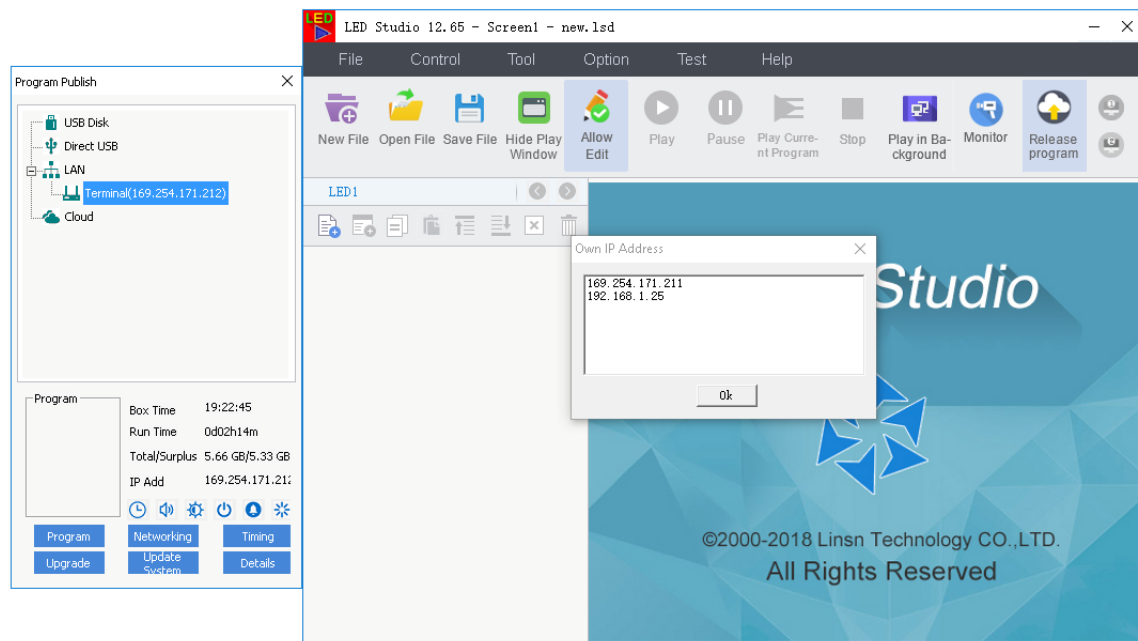 LED
LED Studio 12.65 - Screen1 - new.lsd
File Control Tool Option Test Help
New File
Open File
Save File
Hide Play
Window
Allow
Edit
Play
Pause
Play Curre-
nt Program
Stop
Play in Ba-
ckground
Monitor
Release
program
LED1
Program Publish
USB Disk
Direct USB
LAN
Terminal(169.254.171.212)
Cloud
Program
Box Time 19:22:45
Run Time 0d02h14m
Total/Surplus 5.66 GB/5.33 GB
IP Add 169.254.171.212
Program Networking Timing
Upgrade
Update
System
Details
Own IP Address
169.254.171.211
192.168.1.25
Ok
Studio
©2000-2018 Linsn Technology CO.,LTD.
All Rights Reserved